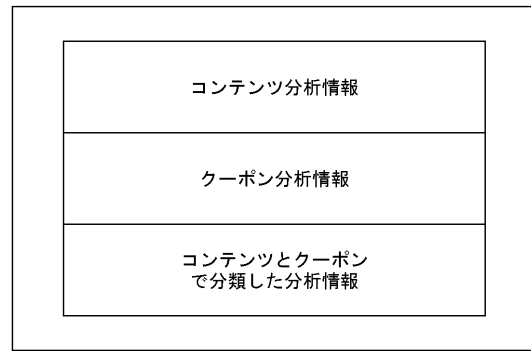 コンテンツ分析情報
クーポン分析情報
コンテンツとクーポン
で分類した分析情報